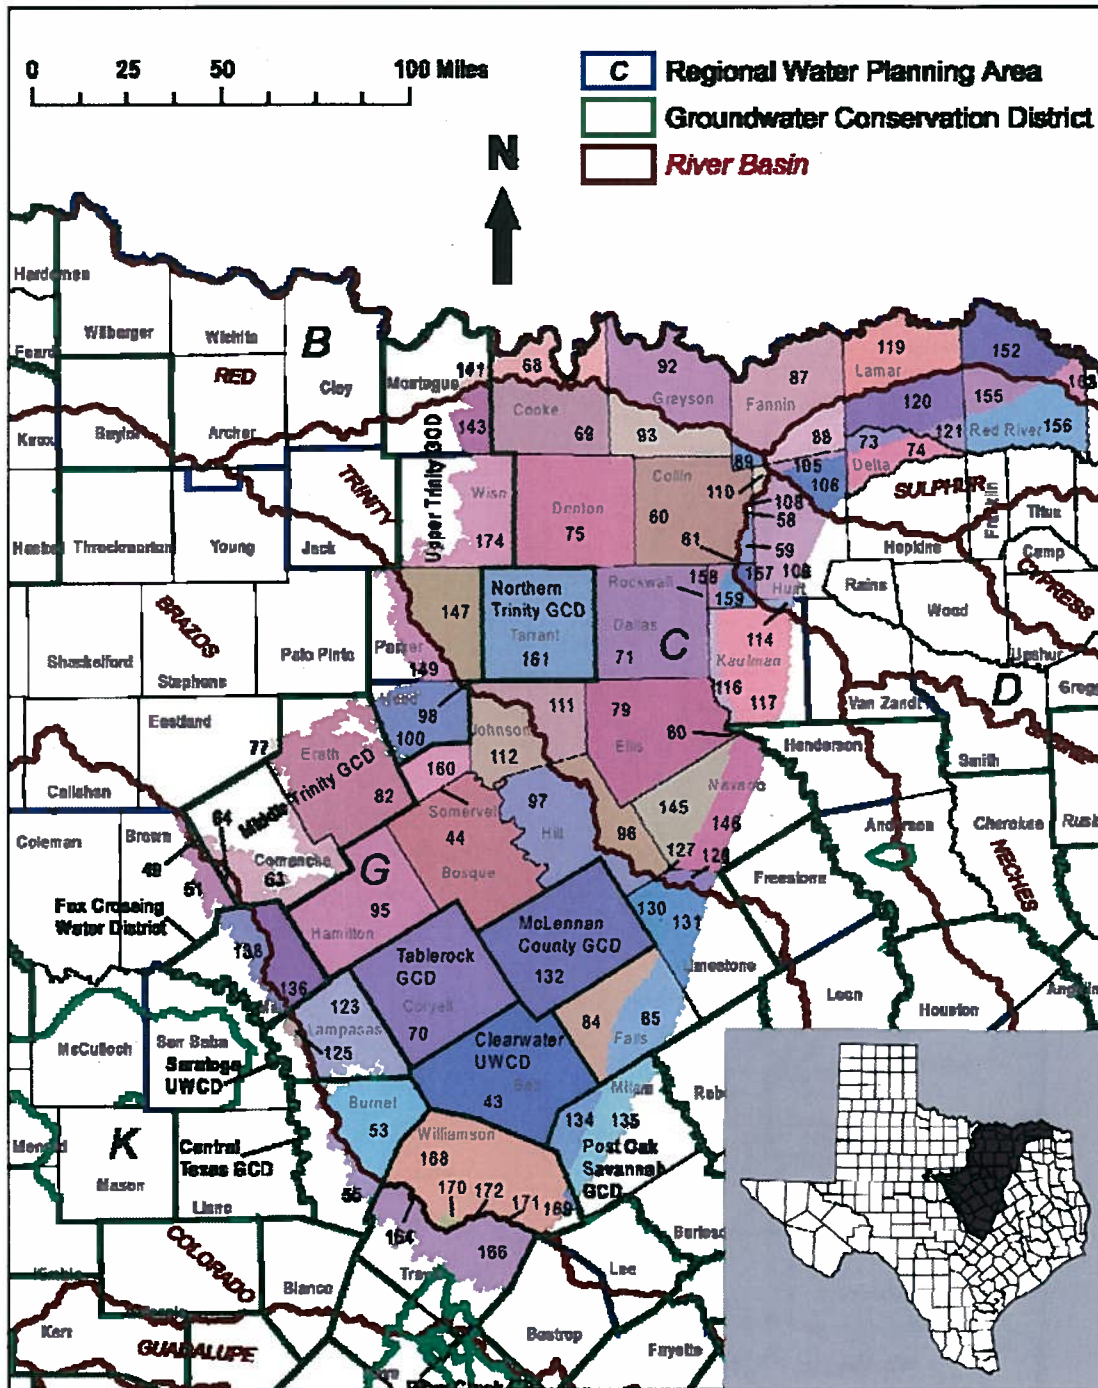 0 25 50 100 Miles
C Regional Water Planning Area
Groundwater Conservation District
River Basin
N
Hardeman
Wilbarger
Wichita
B
Foard
RED
Clay
Montague
141
68
92
87
119
Lamar
152
Cooke
Grayson
Fannin
155
Knox
Baylor
Archer
143
69
93
88
120
121
Red River
156
73
74
Delta
Upper Trinity GCD
TRINITY
Wise
Denton
Collin
89
105
106
110
108
58
SULPHUR
Franklin
Titus
Haskell
Throckmorton
Young
Jack
174
75
60
61
59
Hopkins
Camp
CYPRESS
157
Hunt
Rains
Wood
Upshur
Rockwall
158
159
Northern
Trinity GCD
Tarrant
161
147
BRAZOS
Shackelford
Stephens
Palo Pinto
Parker
149
Dallas
71
C
114
Kaufman
116
117
D
Gregg
Van Zandt
Smith
Hood
98
100
Johnson
111
112
79
Ellis
80
Henderson
Eastland
77
Erath
Middle Trinity GCD
82
160
Somervell
44
Bosque
97
Hill
96
145
Navarro
146
Callahan
Coleman
Brown
49
51
64
Comanche
63
G
127
Anderson
Cherokee
Rusk
NECHES
Freestone
Fox Crossing
Water District
95
Hamilton
McLennan
County GCD
132
130
131
Limestone
138
136
Tablerock
GCD
Coryell
70
123
Lampasas
125
84
85
Falls
Leon
Houston
McCulloch
San Saba
Saratoga
UWCD
Clearwater
UWCD
Bell
43
Milam
134
135
Burnet
53
Williamson
168
Post Oak
Savannah
GCD
K
Mason
Central
Texas GCD
Llano
55
170
172
171
169
164
166
Lee
COLORADO
Blanco
Bastrop
Fayette
Kerr
GUADALUPE